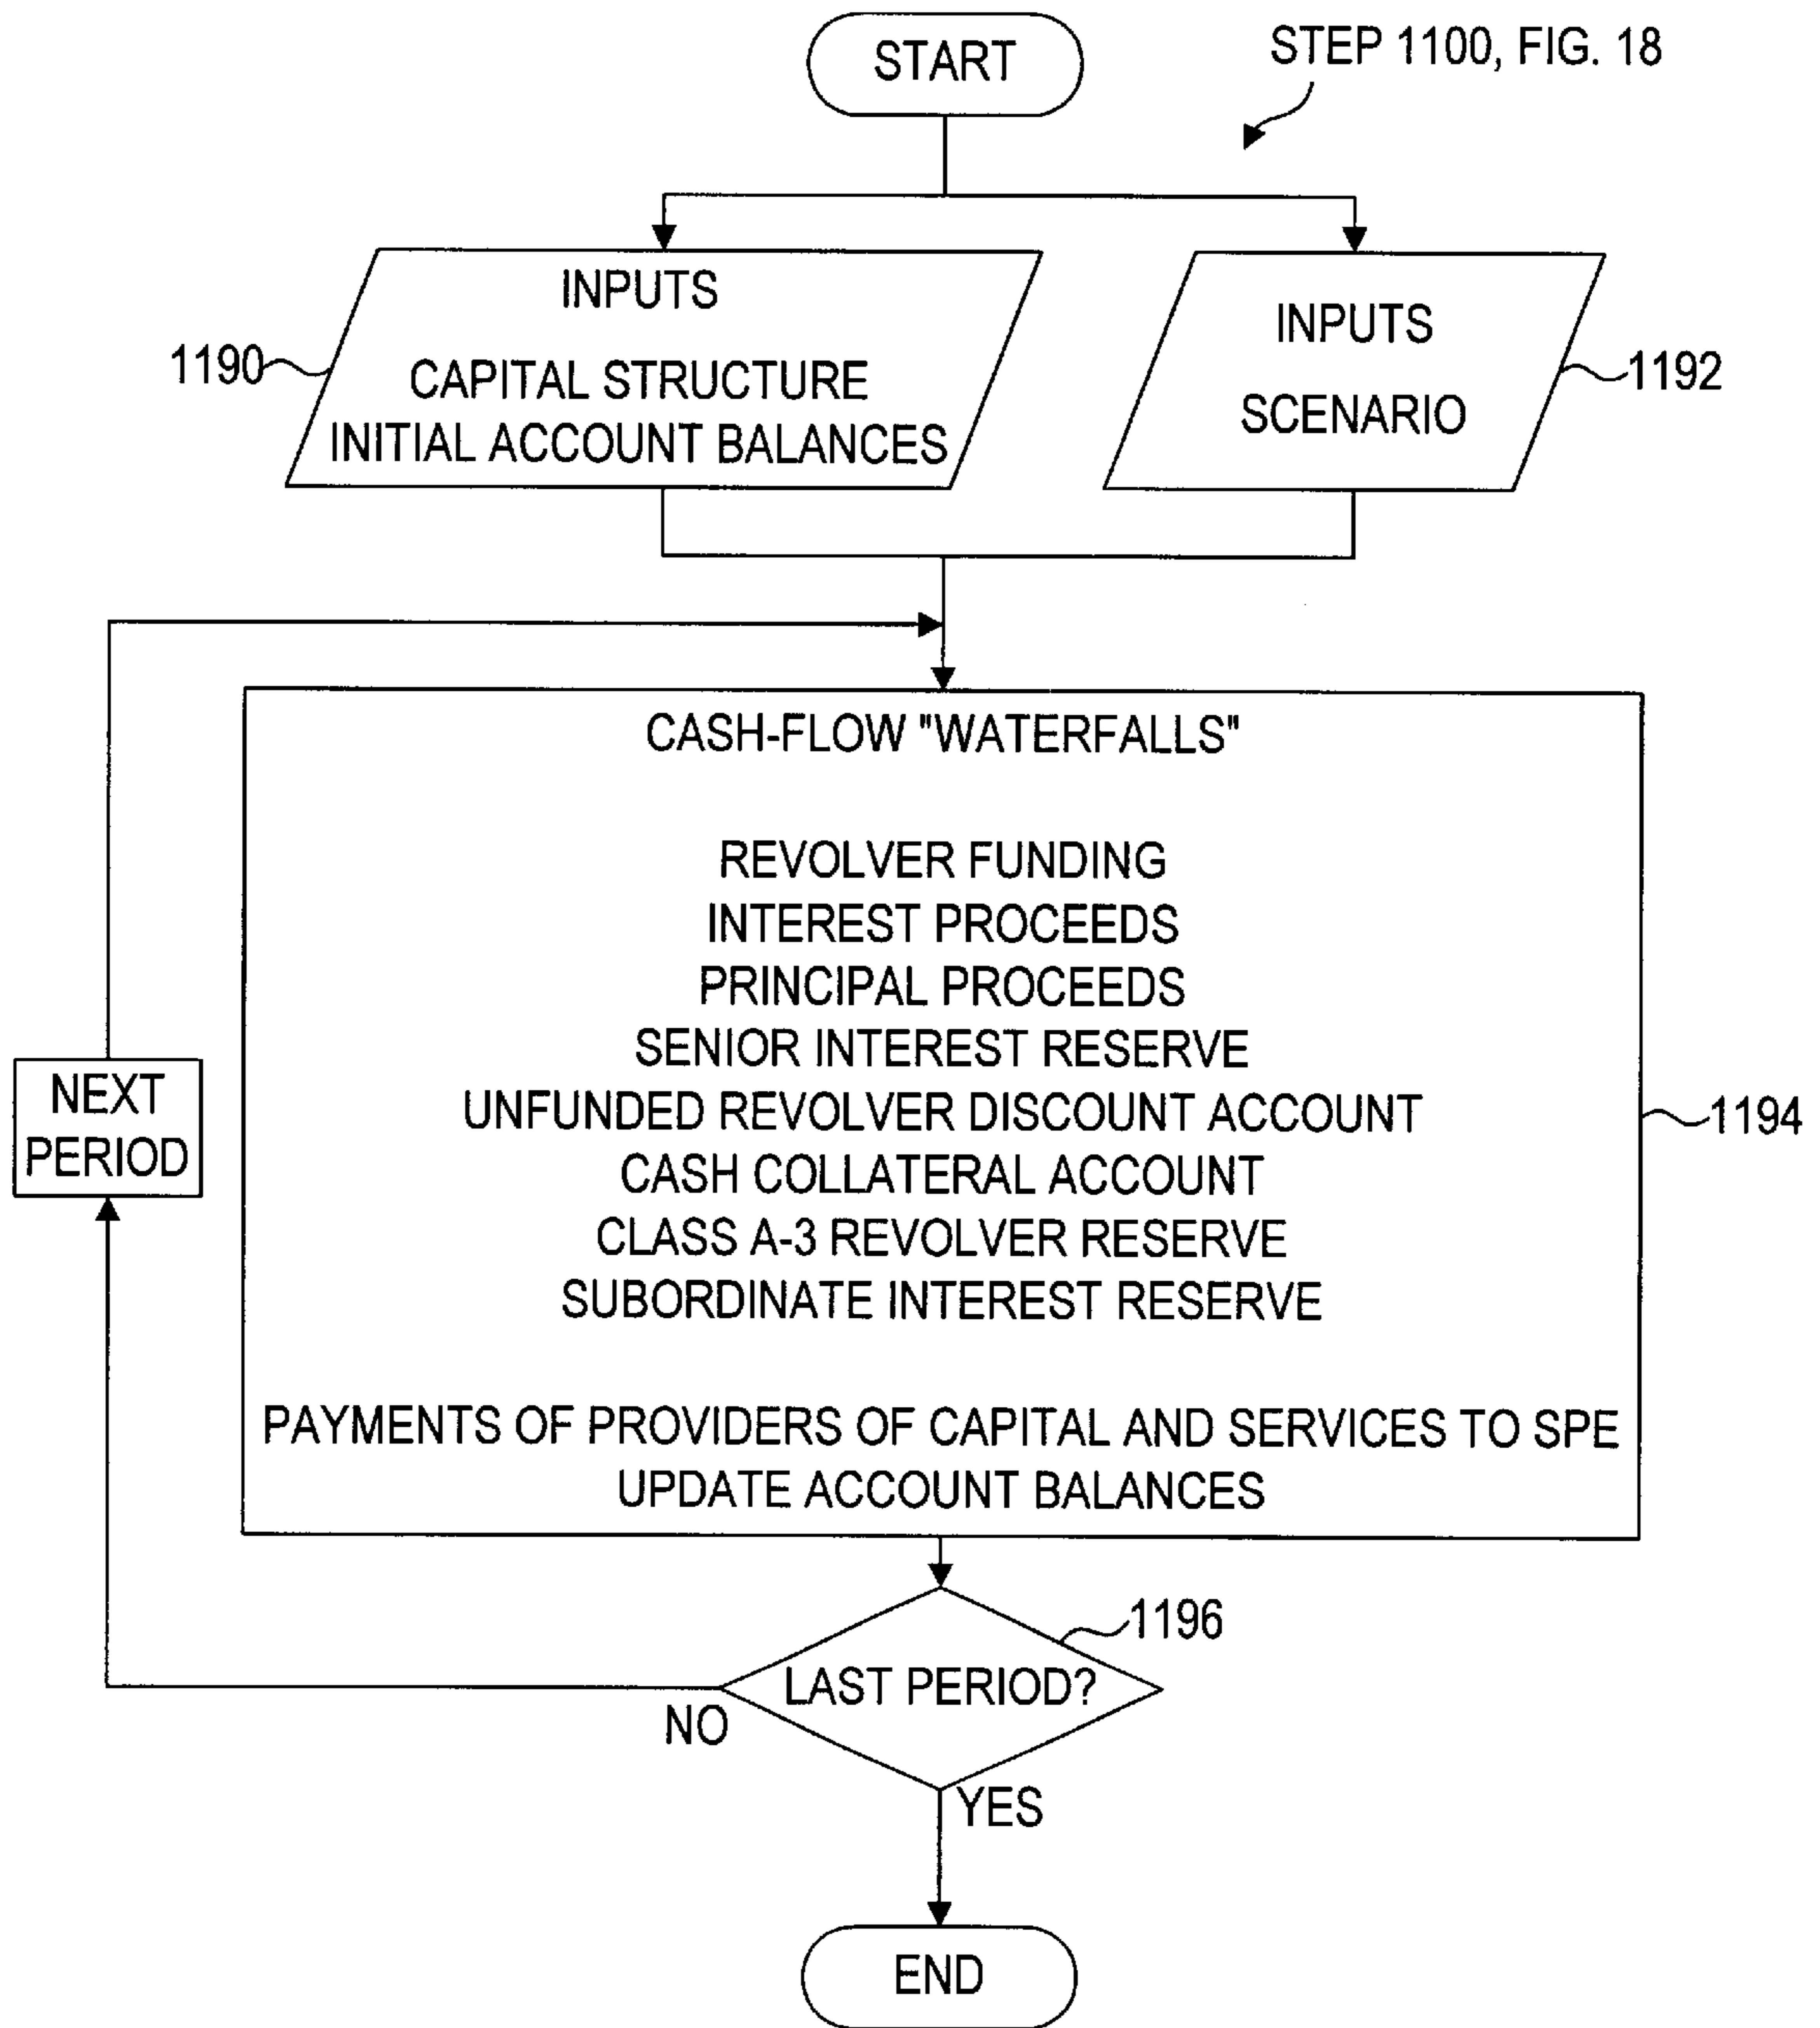 START
STEP 1100, FIG. 18
INPUTS
CAPITAL STRUCTURE
INITIAL ACCOUNT BALANCES
1190
INPUTS
SCENARIO
1192
CASH-FLOW "WATERFALLS"
REVOLVER FUNDING
INTEREST PROCEEDS
PRINCIPAL PROCEEDS
SENIOR INTEREST RESERVE
UNFUNDED REVOLVER DISCOUNT ACCOUNT
CASH COLLATERAL ACCOUNT
CLASS A-3 REVOLVER RESERVE
SUBORDINATE INTEREST RESERVE
PAYMENTS OF PROVIDERS OF CAPITAL AND SERVICES TO SPE
UPDATE ACCOUNT BALANCES
1194
NEXT
PERIOD
1196
LAST PERIOD?
NO
YES
END